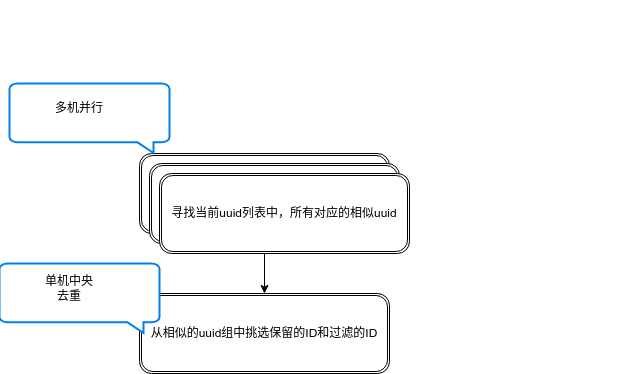 多机并行
寻找当前uuid列表中，所有对应的相似uuid
单机中央
去重
从相似的uuid组中挑选保留的ID和过滤的ID